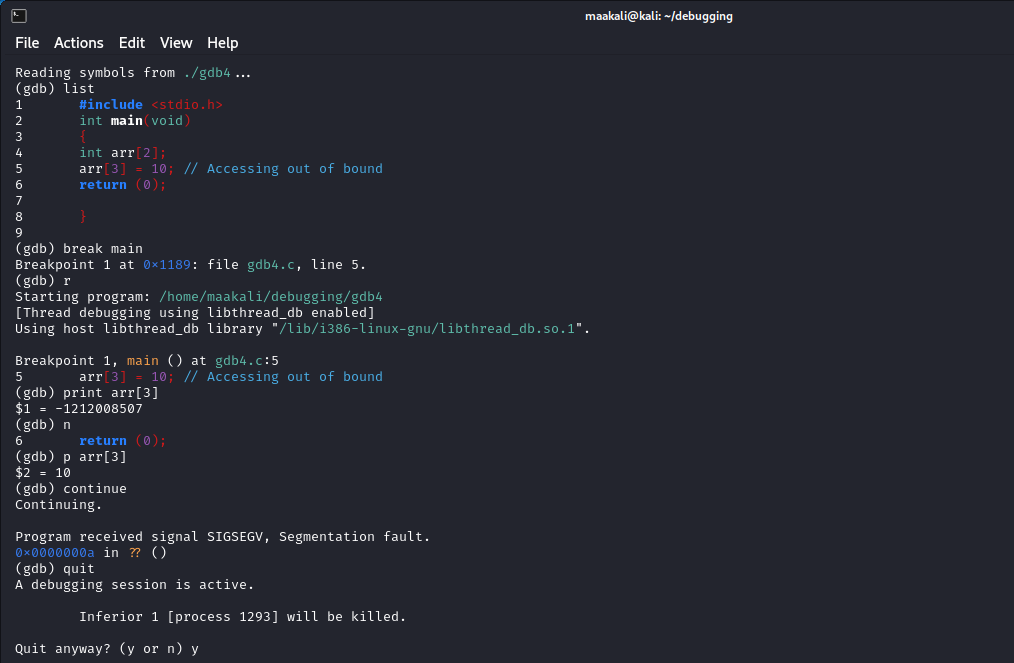 maakali@kali: ~/debugging
File Actions Edit View Help
Reading symbols from ./gdb4...
(gdb) list
1       #include <stdio.h>
2       int main(void)
3       {
4       int arr[2];
5       arr[3] = 10; // Accessing out of bound
6       return (0);
7
8       }
9
(gdb) break main
Breakpoint 1 at 0x1189: file gdb4.c, line 5.
(gdb) r
Starting program: /home/maakali/debugging/gdb4
[Thread debugging using libthread_db enabled]
Using host libthread_db library "/lib/i386-linux-gnu/libthread_db.so.1".
Breakpoint 1, main () at gdb4.c:5
5       arr[3] = 10; // Accessing out of bound
(gdb) print arr[3]
$1 = -1212008507
(gdb) n
6       return (0);
(gdb) p arr[3]
$2 = 10
(gdb) continue
Continuing.
Program received signal SIGSEGV, Segmentation fault.
0x0000000a in ?? ()
(gdb) quit
A debugging session is active.
Inferior 1 [process 1293] will be killed.
Quit anyway? (y or n) y